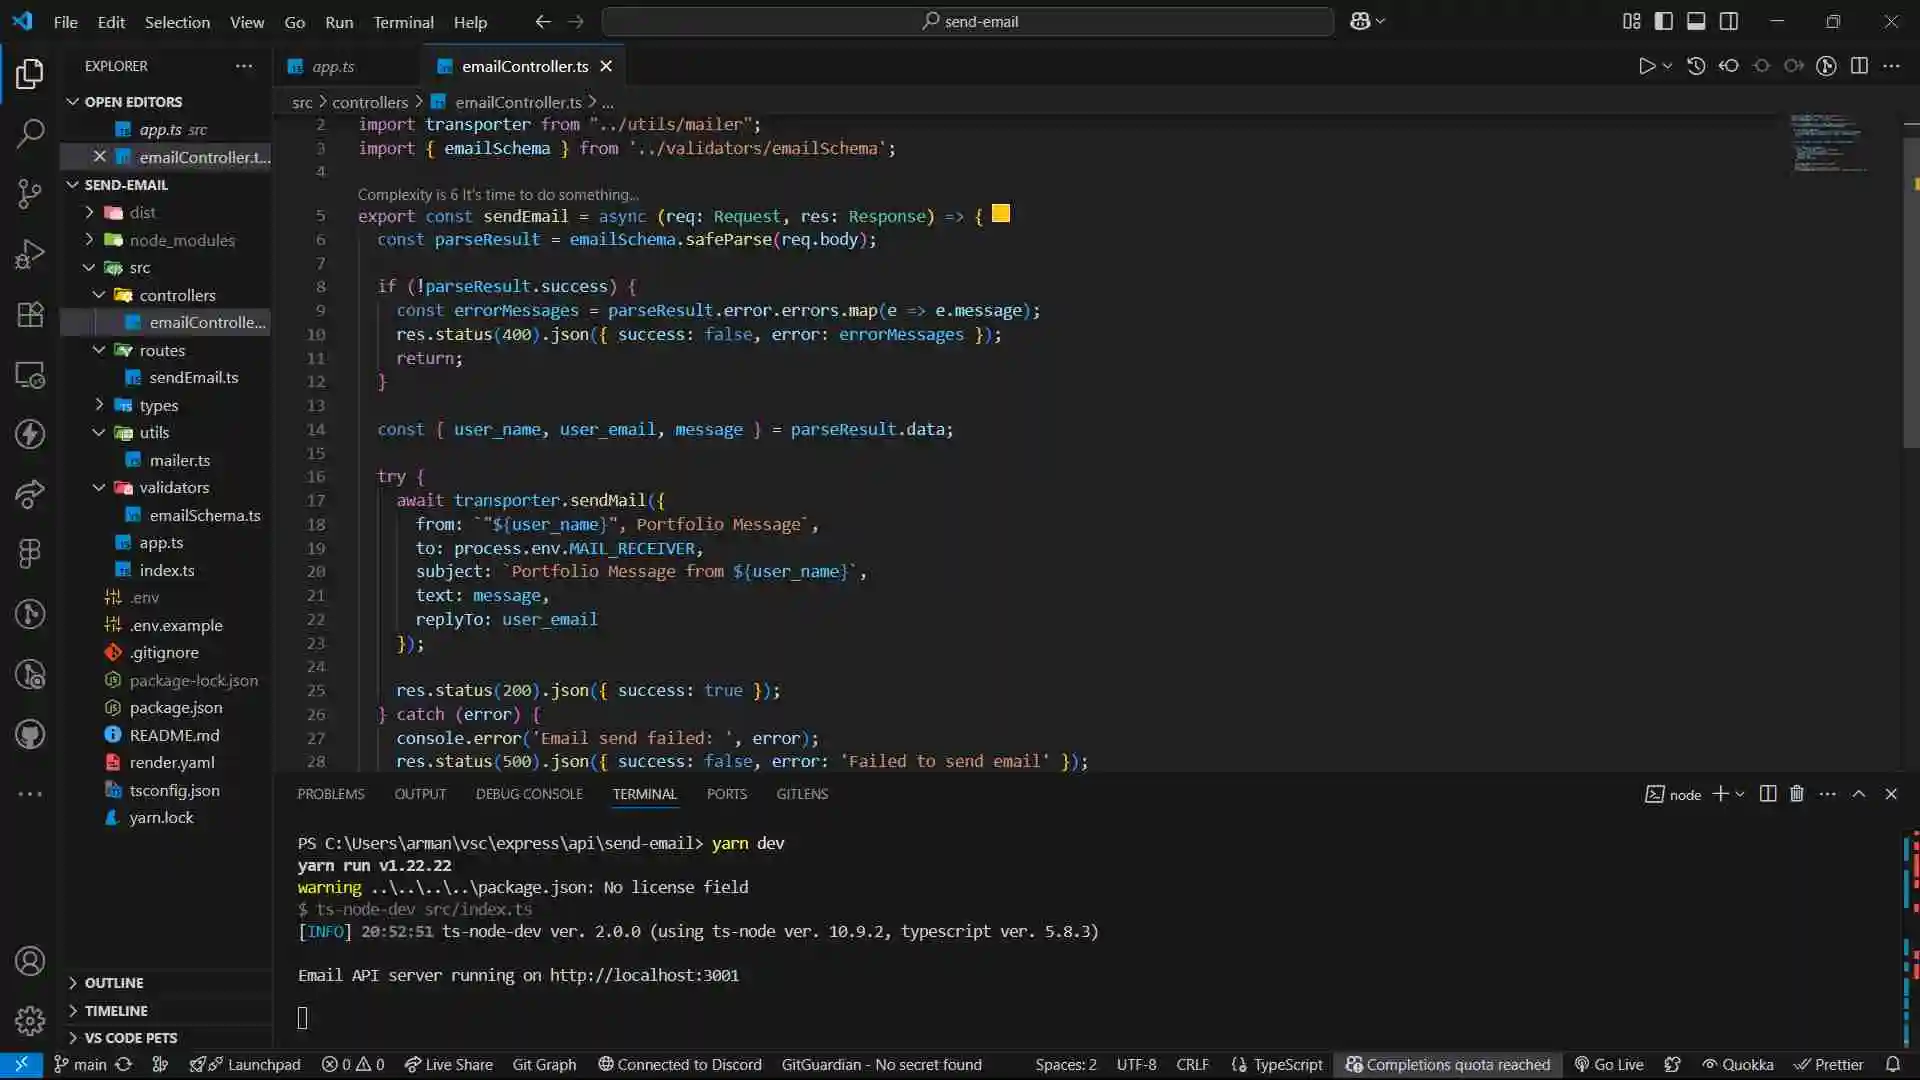 File Edit Selection View Go Run Terminal Help
send-email
EXPLORER
OPEN EDITORS
app.ts src
emailController.t...
SEND-EMAIL
dist
node_modules
src
controllers
emailControlle...
routes
sendEmail.ts
types
utils
mailer.ts
validators
emailSchema.ts
app.ts
index.ts
.env
.env.example
.gitignore
package-lock.json
package.json
README.md
render.yaml
tsconfig.json
yarn.lock
OUTLINE
TIMELINE
VS CODE PETS
app.ts
emailController.ts
src > controllers > emailController.ts > ...
2 import transporter from "../utils/mailer";
3 import { emailSchema } from '../validators/emailSchema';
4
Complexity is 6 It's time to do something...
5 export const sendEmail = async (req: Request, res: Response) => {
6 const parseResult = emailSchema.safeParse(req.body);
7
8 if (!parseResult.success) {
9 const errorMessages = parseResult.error.errors.map(e => e.message);
10 res.status(400).json({ success: false, error: errorMessages });
11 return;
12 }
13
14 const { user_name, user_email, message } = parseResult.data;
15
16 try {
17 await transporter.sendMail({
18 from: `"${user_name}", Portfolio Message`,
19 to: process.env.MAIL_RECEIVER,
20 subject: `Portfolio Message from ${user_name}`,
21 text: message,
22 replyTo: user_email
23 });
24
25 res.status(200).json({ success: true });
26 } catch (error) {
27 console.error('Email send failed: ', error);
28 res.status(500).json({ success: false, error: 'Failed to send email' });
PROBLEMS OUTPUT DEBUG CONSOLE TERMINAL PORTS GITLENS
node
PS C:\Users\arman\vsc\express\api\send-email> yarn dev
yarn run v1.22.22
warning ..\..\..\..\package.json: No license field
$ ts-node-dev src/index.ts
[INFO] 20:52:51 ts-node-dev ver. 2.0.0 (using ts-node ver. 10.9.2, typescript ver. 5.8.3)
Email API server running on http://localhost:3001
main Launchpad 0 0 Live Share Git Graph Connected to Discord GitGuardian - No secret found Spaces: 2 UTF-8 CRLF {} TypeScript Completions quota reached Go Live Quokka Prettier